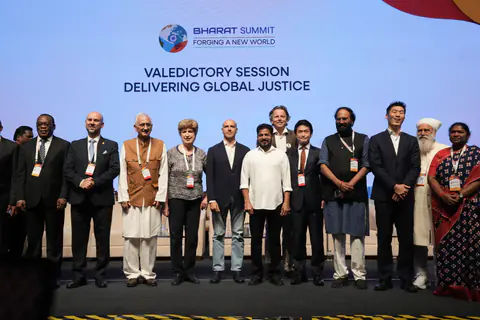 BHARAT SUMMIT
FORGING A NEW WORLD
VALEDICTORY SESSION
DELIVERING GLOBAL JUSTICE